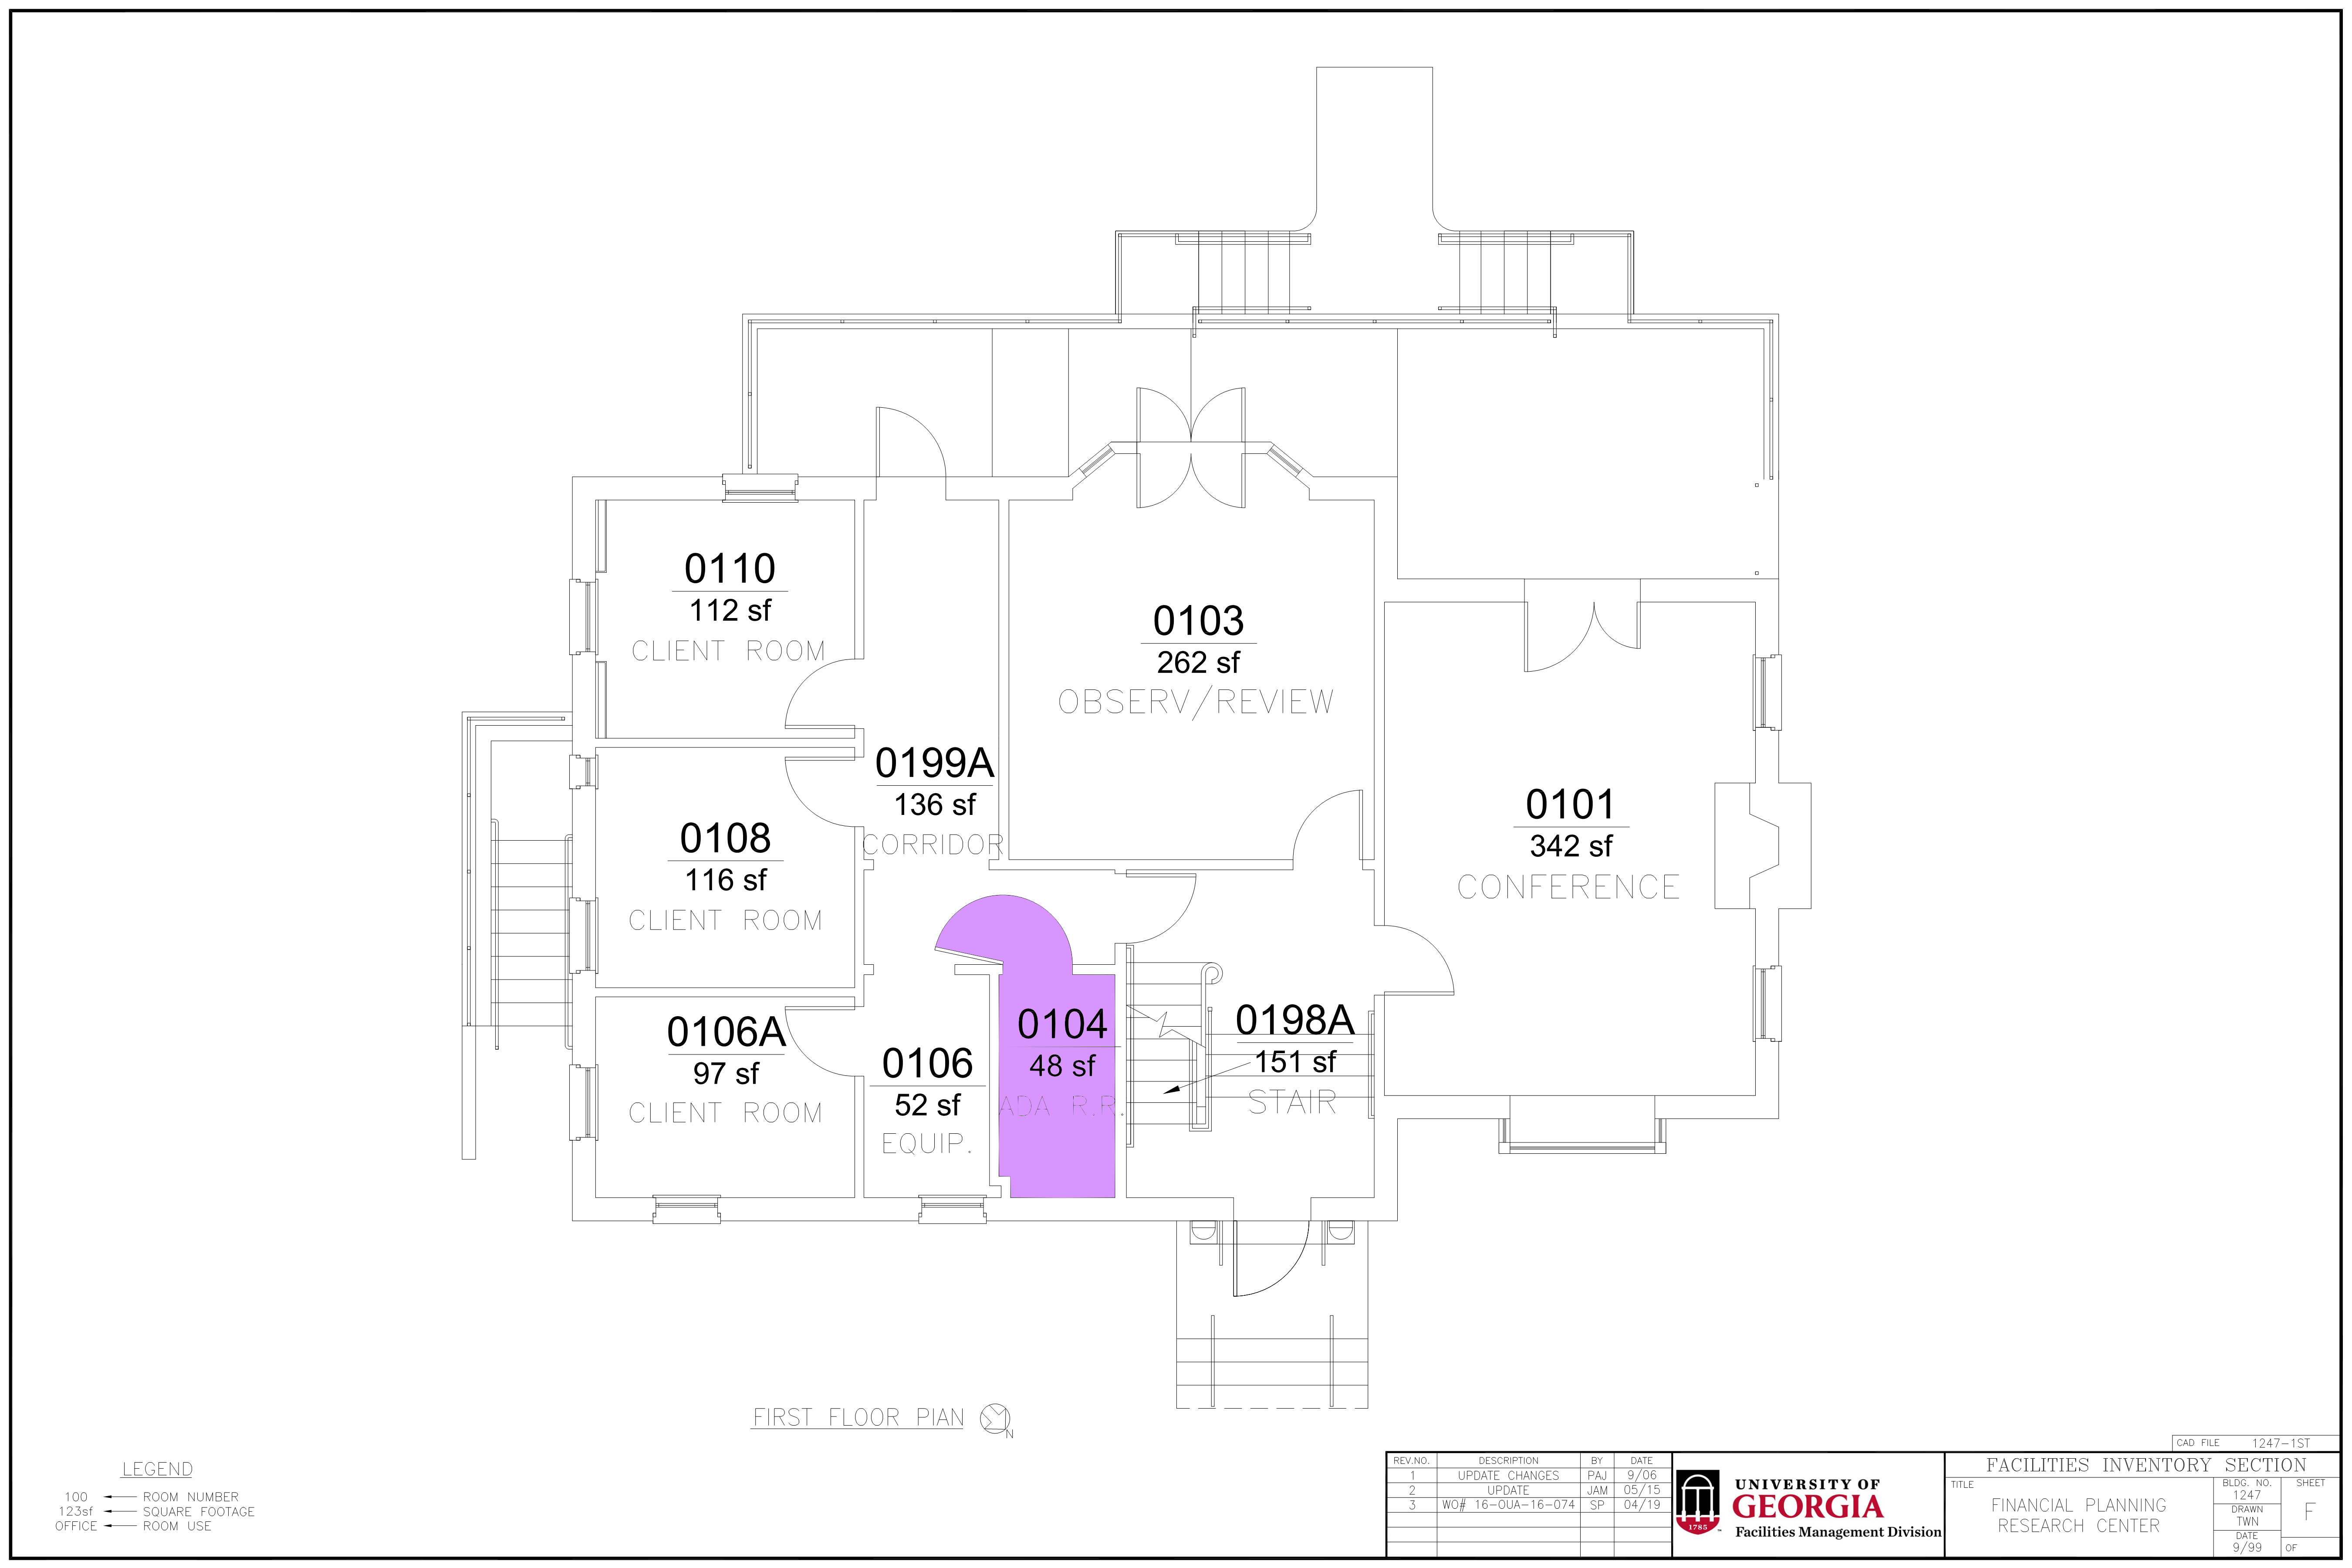 0110
112 sf
CLIENT ROOM
0103
262 sf
OBSERV/REVIEW
0199A
136 sf
CORRIDOR
0101
342 sf
CONFERENCE
0108
116 sf
CLIENT ROOM
0106A
97 sf
CLIENT ROOM
0106
52 sf
EQUIP.
0104
48 sf
ADA R.R.
0198A
151 sf
STAIR
FIRST FLOOR PlAN
N
LEGEND
100 ROOM NUMBER
123sf SQUARE FOOTAGE
OFFICE ROOM USE
REV.NO. DESCRIPTION BY DATE
1 UPDATE CHANGES PAJ 9/06
2 UPDATE JAM 05/15
3 WO# 16-OUA-16-074 SP 04/19
1785
UNIVERSITY OF
GEORGIA
Facilities Management Division
CAD FILE 1247-1ST
FACILITIES INVENTORY SECTION
TITLE
FINANCIAL PLANNING
RESEARCH CENTER
BLDG. NO.
1247
DRAWN
TWN
DATE
9/99
SHEET
F
OF